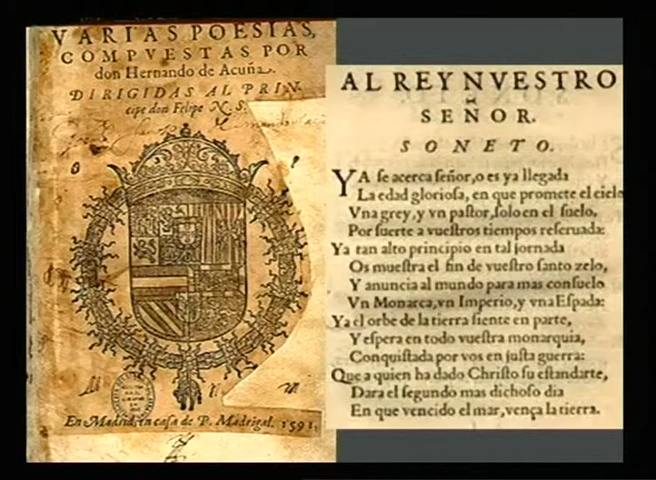 VARIAS POESIAS,
COMPVESTAS POR
don Hernando de Acuña.
DIRIGIDAS AL PRIN
cipe don Felipe N. S.
En Madrid, en casa de P. Madrigal. 1591.
AL REY NVESTRO
SEÑOR.
SONETO.
YA ſe acerca ſeñor, o es ya llegada
La edad glorioſa, en que promete el cielo
Vna grey, y vn paſtor, ſolo en el ſuelo,
Por ſuerte a vueſtros tiempos reſeruada:
Ya tan alto principio en tal jornada
Os mueſtra el fin de vueſtro ſanto zelo,
Y anuncia al mundo para mas conſuelo
Vn Monarca, vn Imperio, y vna Eſpada:
Ya el orbe de la tierra ſiente en parte,
Y eſpera en todo vueſtra monarquia,
Conquiſtada por vos en juſta guerra:
Que a quien ha dado Chriſto ſu eſtandarte,
Dara el ſegundo mas dichoſo dia
En que vencido el mar, vença la tierra.